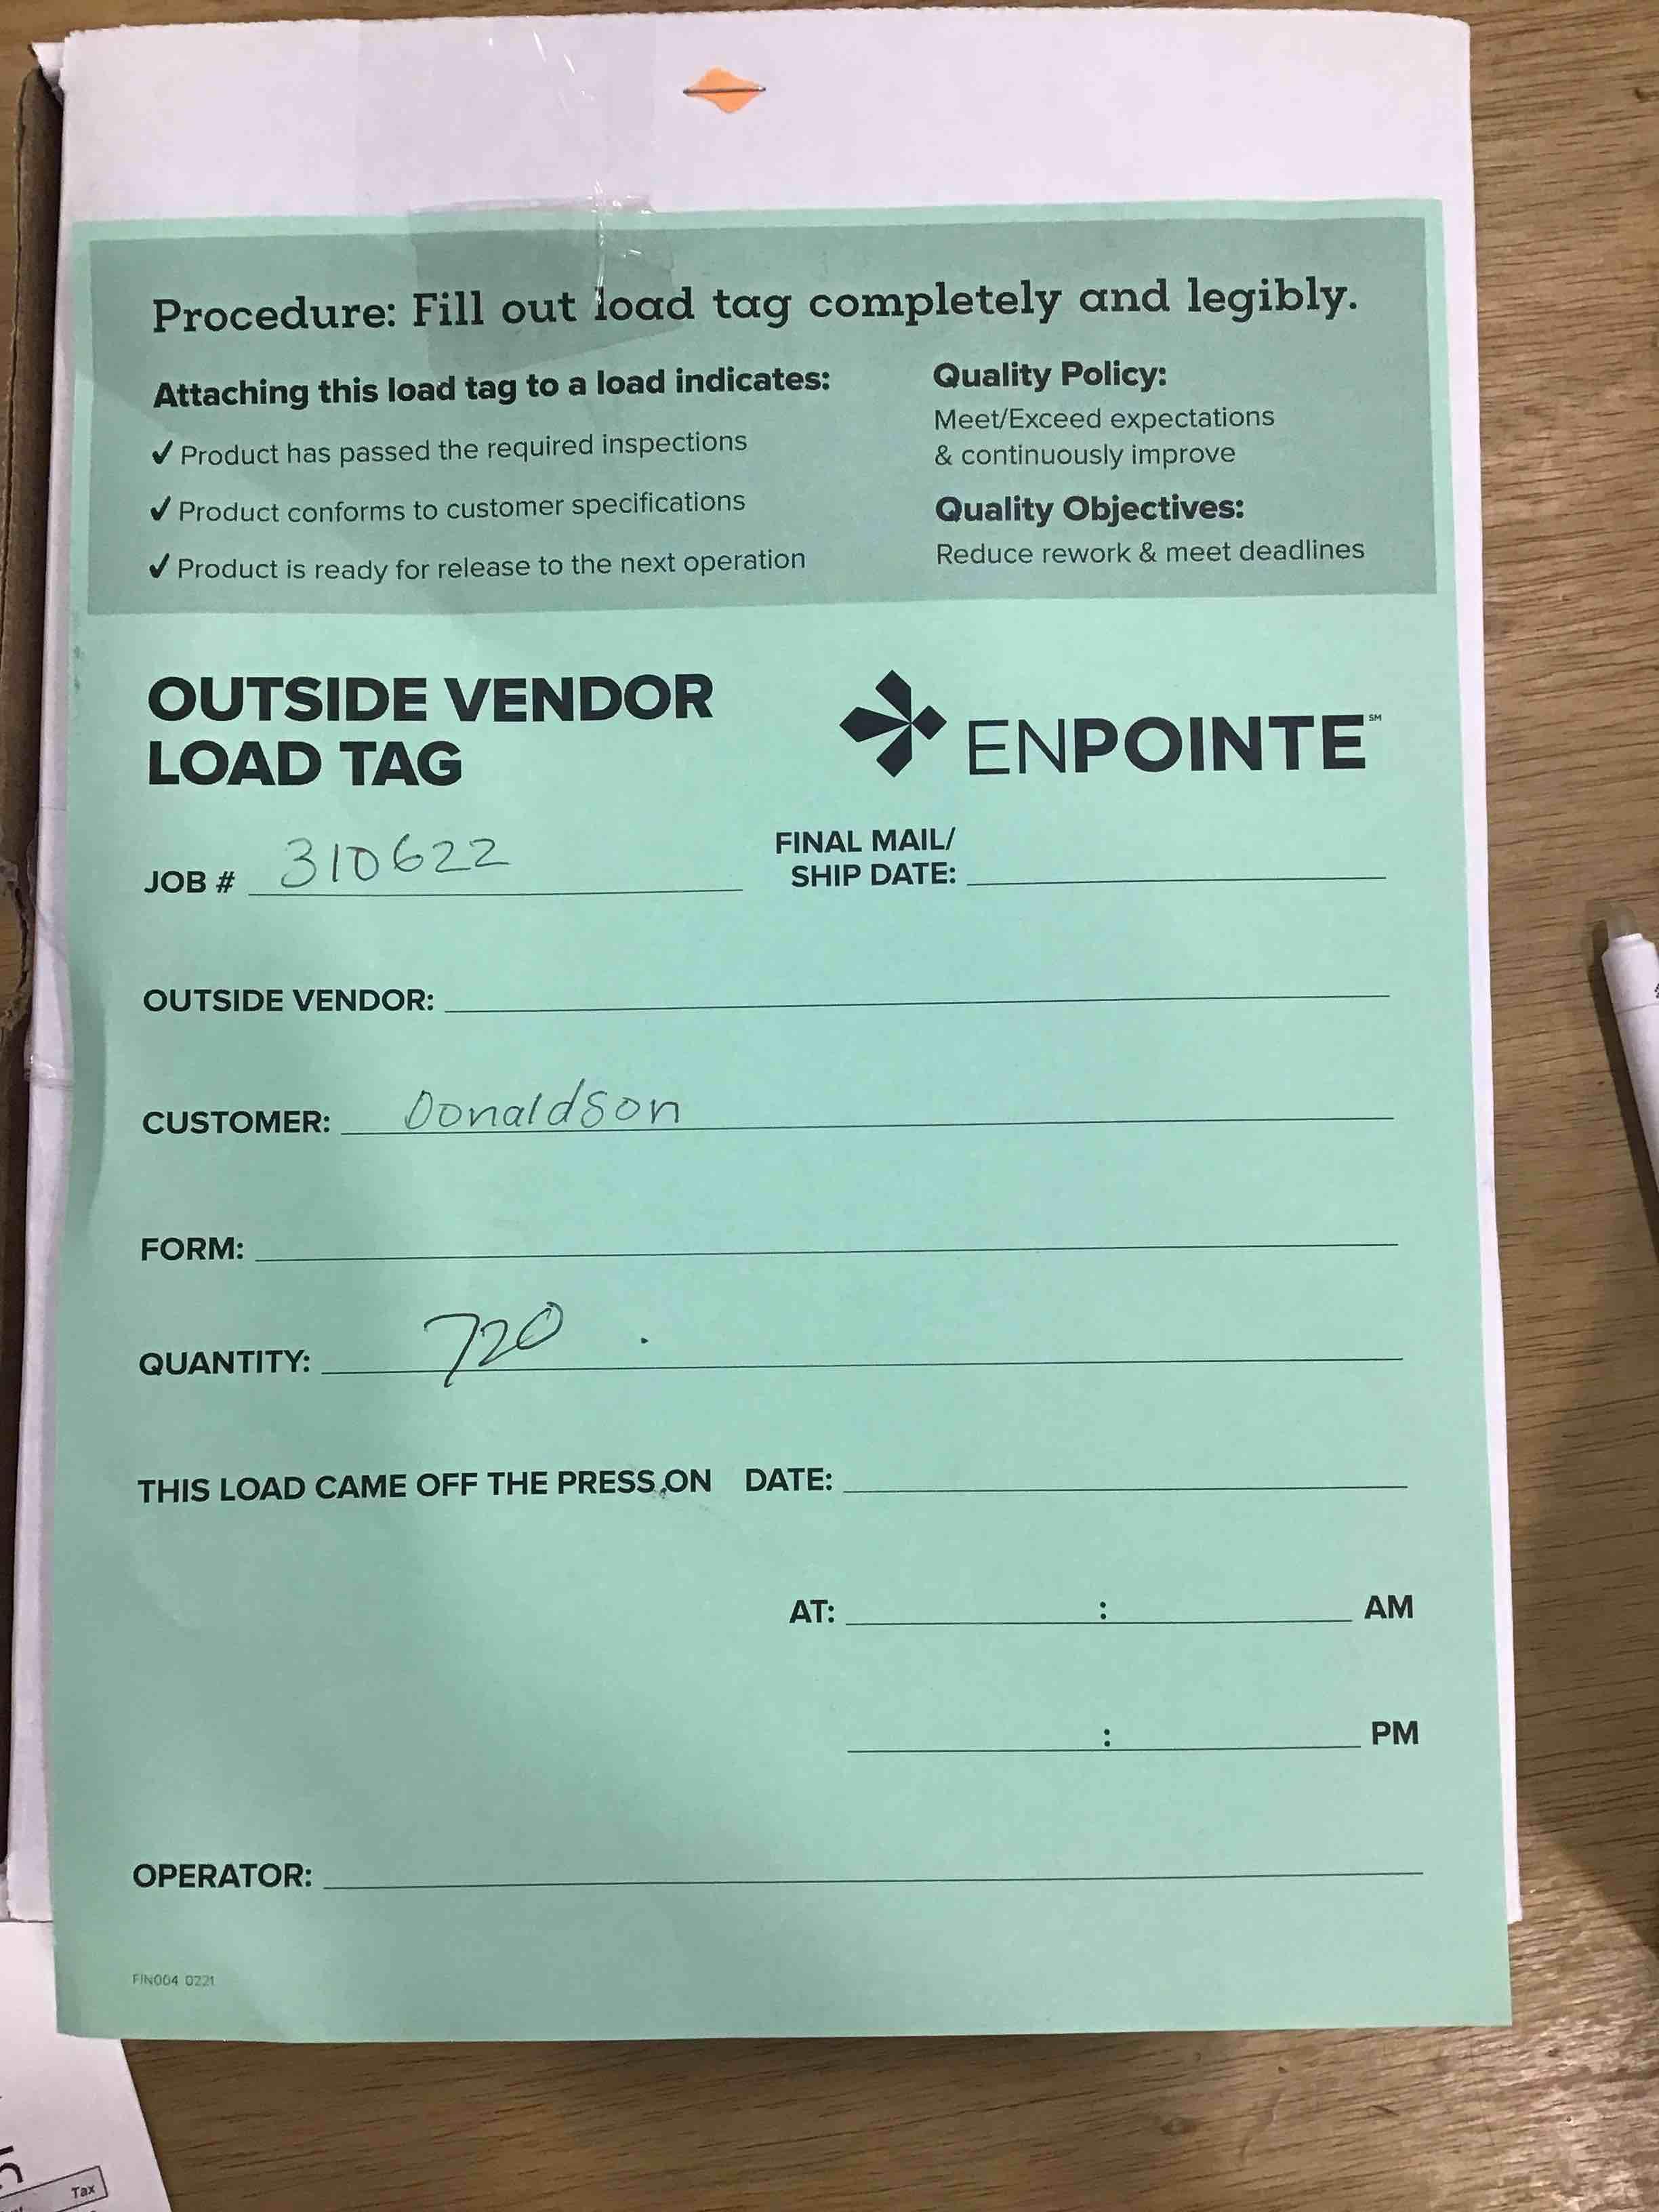 Procedure: Fill out load tag completely and legibly.
Attaching this load tag to a load indicates:
✓ Product has passed the required inspections
✓ Product conforms to customer specifications
✓ Product is ready for release to the next operation
Quality Policy:
Meet/Exceed expectations
& continuously improve
Quality Objectives:
Reduce rework & meet deadlines
OUTSIDE VENDOR
LOAD TAG
ENPOINTE℠
JOB # 310622
FINAL MAIL/
SHIP DATE:
OUTSIDE VENDOR:
CUSTOMER: Donaldson
FORM:
QUANTITY: 720
THIS LOAD CAME OFF THE PRESS ON DATE:
AT: : AM
: PM
OPERATOR:
FIN004 0221
Tax